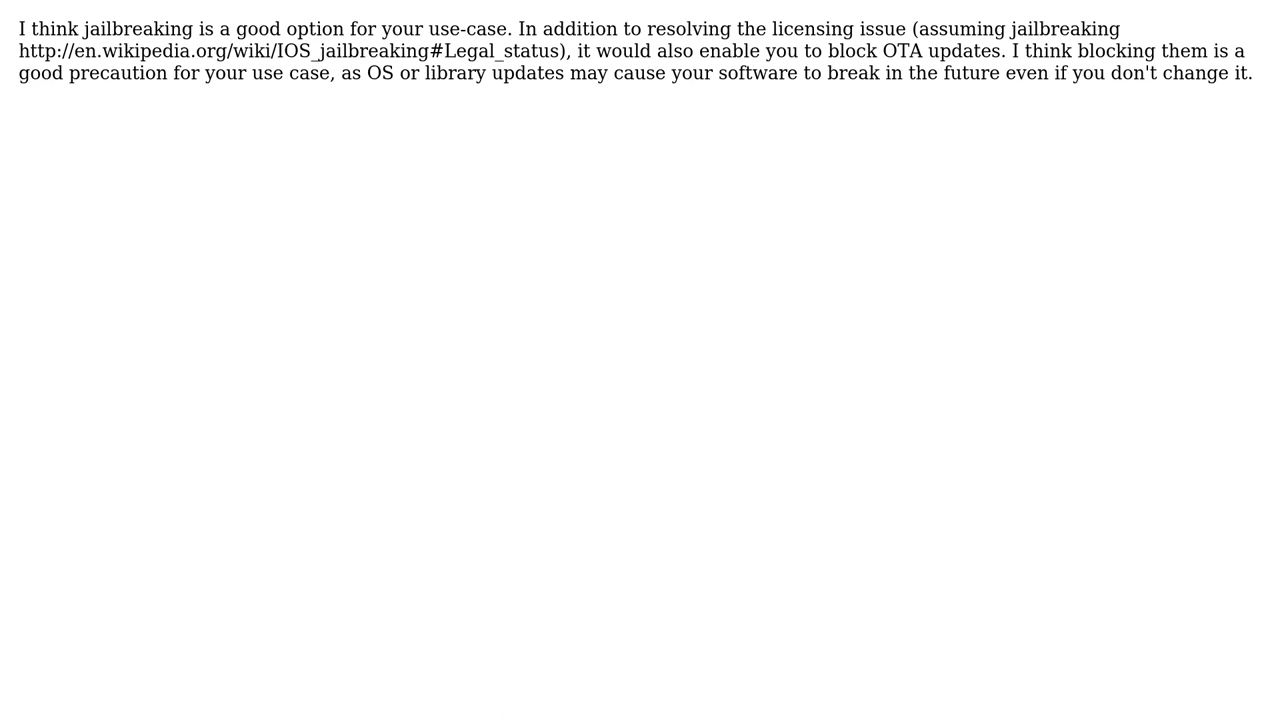 I think jailbreaking is a good option for your use-case. In addition to resolving the licensing issue (assuming jailbreaking
http://en.wikipedia.org/wiki/IOS_jailbreaking#Legal_status), it would also enable you to block OTA updates. I think blocking them is a
good precaution for your use case, as OS or library updates may cause your software to break in the future even if you don't change it.